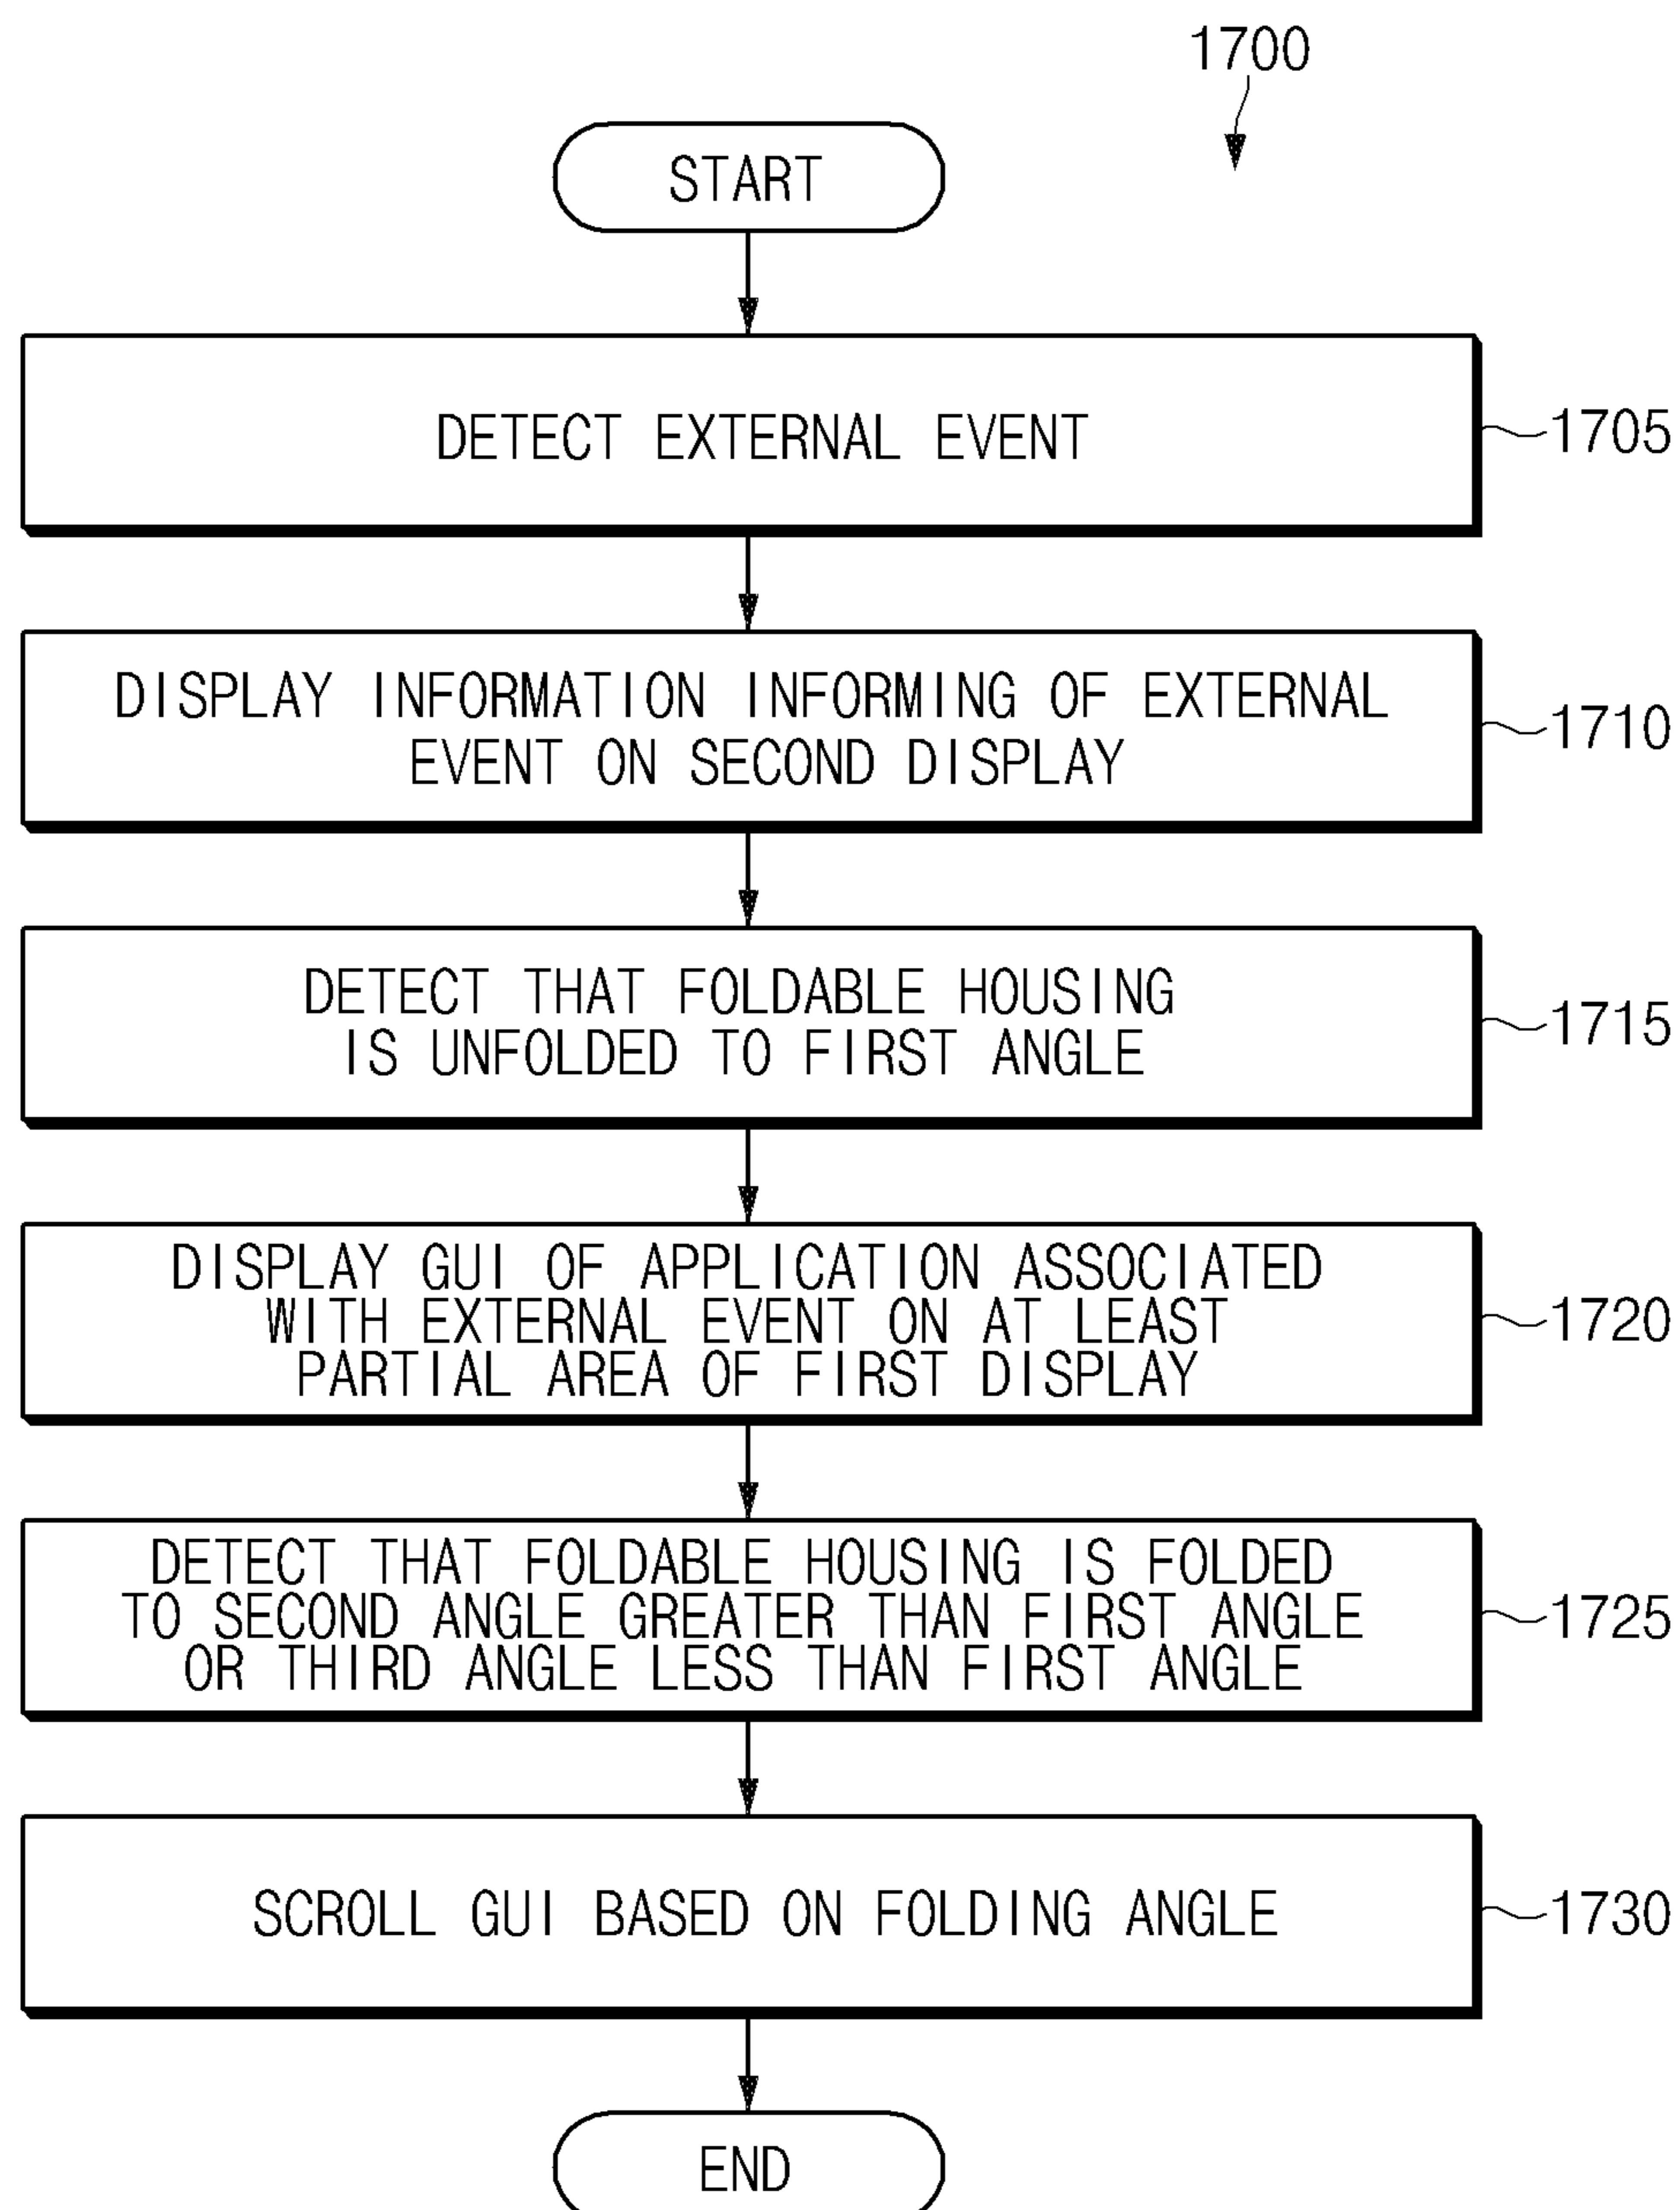 1700
START
DETECT EXTERNAL EVENT
1705
DISPLAY INFORMATION INFORMING OF EXTERNAL
EVENT ON SECOND DISPLAY
1710
DETECT THAT FOLDABLE HOUSING
IS UNFOLDED TO FIRST ANGLE
1715
DISPLAY GUI OF APPLICATION ASSOCIATED
WITH EXTERNAL EVENT ON AT LEAST
PARTIAL AREA OF FIRST DISPLAY
1720
DETECT THAT FOLDABLE HOUSING IS FOLDED
TO SECOND ANGLE GREATER THAN FIRST ANGLE
OR THIRD ANGLE LESS THAN FIRST ANGLE
1725
SCROLL GUI BASED ON FOLDING ANGLE
1730
END